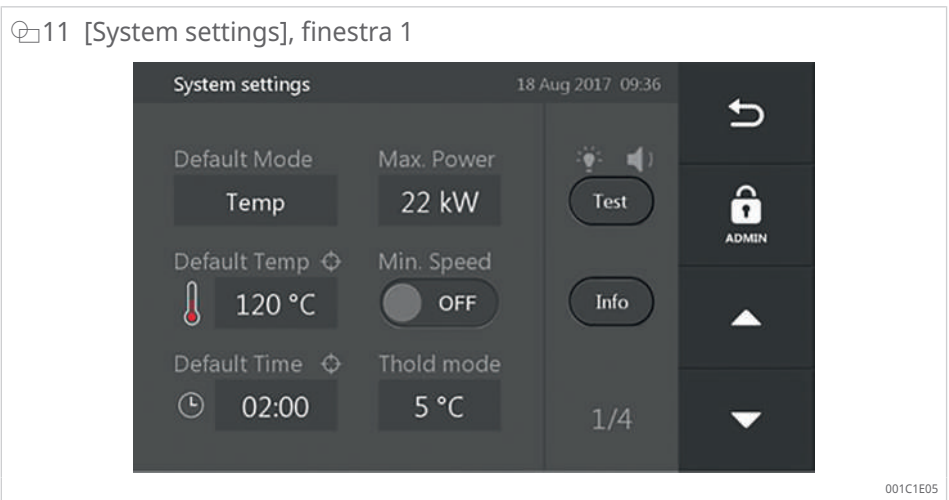 11 [System settings], finestra 1
System settings
18 Aug 2017 09:36
Default Mode
Max. Power
Temp
22 kW
Test
ADMIN
Default Temp
Min. Speed
120 °C
OFF
Info
Default Time
Thold mode
02:00
5 °C
1/4
001C1E05